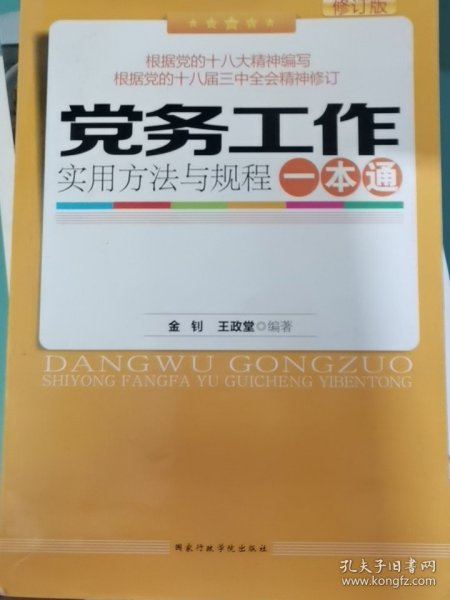 修订版
根据党的十八大精神编写
根据党的十八届三中全会精神修订
党务工作
实用方法与规程一本通
金钊 王政堂◎编著
DANGWU GONGZUO
SHIYONG FANGFA YU GUICHENG YIBENTONG
国家行政学院出版社
孔夫子旧书网
www.kongfz.com